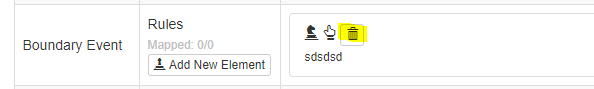 Boundary Event
Rules
Mapped: 0/0
Add New Element
sdsdsd